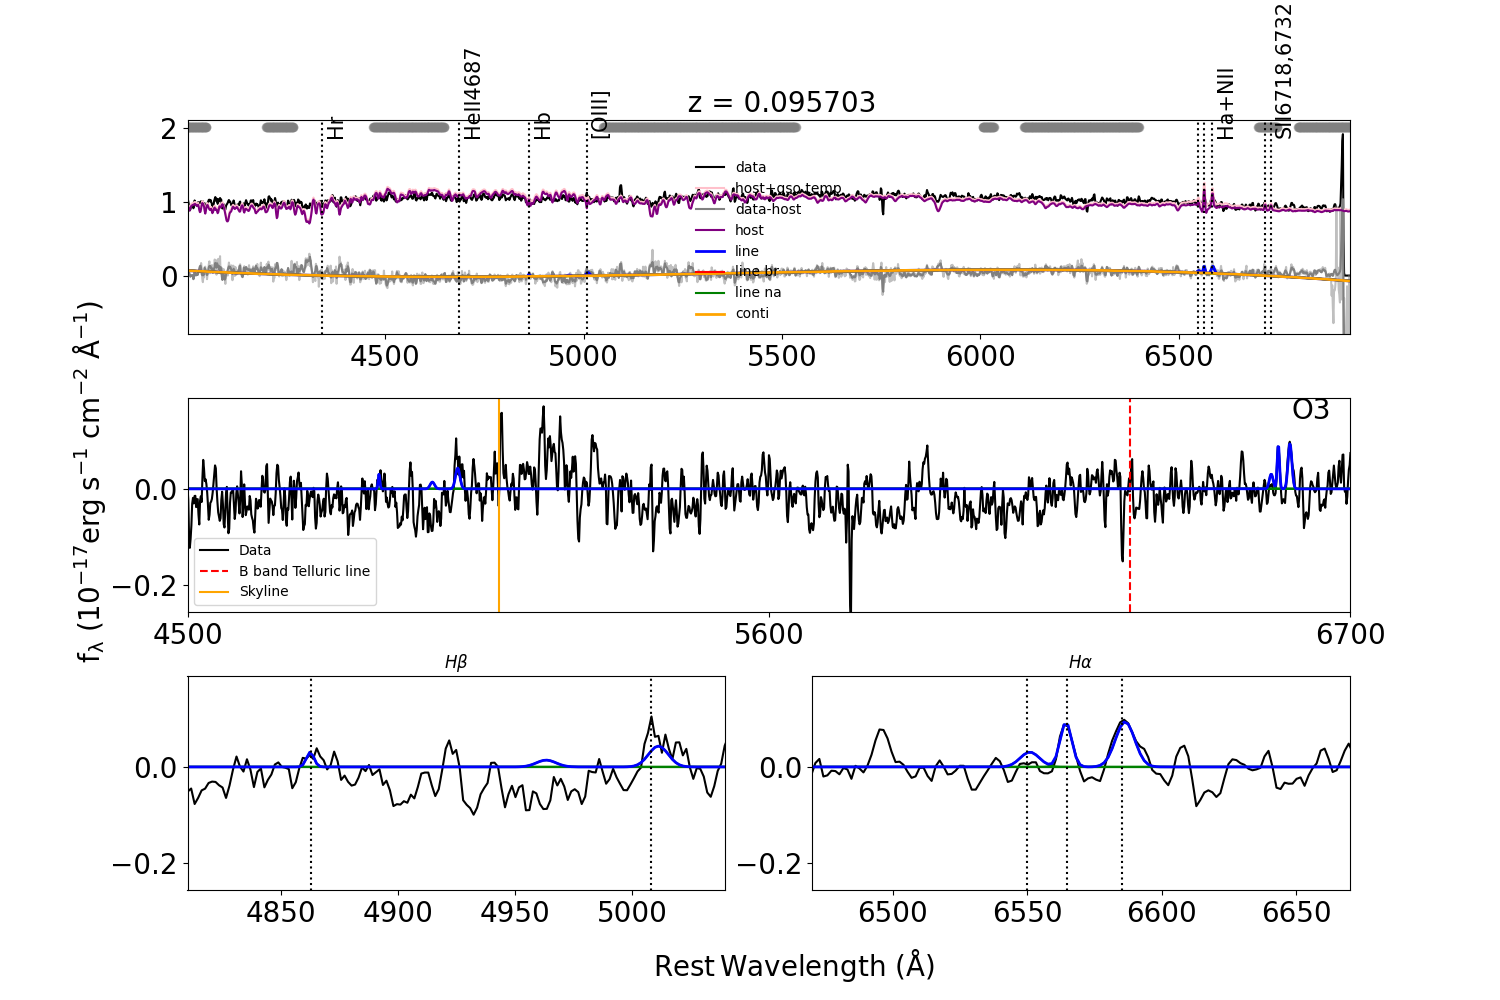 z = 0.095703
Hr
HeII4687
Hb
[OIII]
Ha+NII
SII6718,6732
2
1
0
data
host+qso temp
data-host
host
line
line br
line na
conti
4500 5000 5500 6000 6500
fλ (10⁻¹⁷erg s⁻¹ cm⁻² Å⁻¹)
O3
0.0
−0.2
Data
B band Telluric line
Skyline
4500 5600 6700
Hβ
0.0
−0.2
4850 4900 4950 5000
Hα
0.0
−0.2
6500 6550 6600 6650
Rest Wavelength (Å)